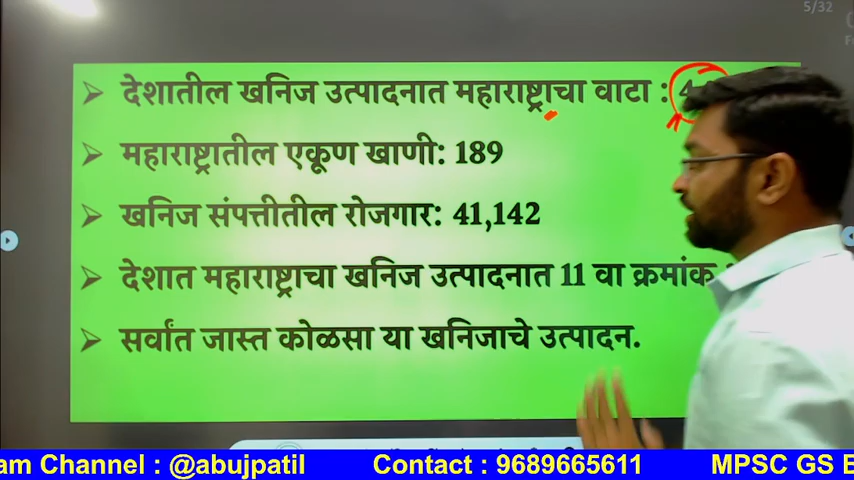 5/32
देशातील खनिज उत्पादनात महाराष्ट्राचा वाटा :
महाराष्ट्रातील एकूण खाणी: 189
खनिज संपत्तीतील रोजगार: 41,142
देशात महाराष्ट्राचा खनिज उत्पादनात 11 वा क्रमांक
सर्वांत जास्त कोळसा या खनिजाचे उत्पादन.
am Channel : @abujpatil Contact : 9689665611 MPSC GS